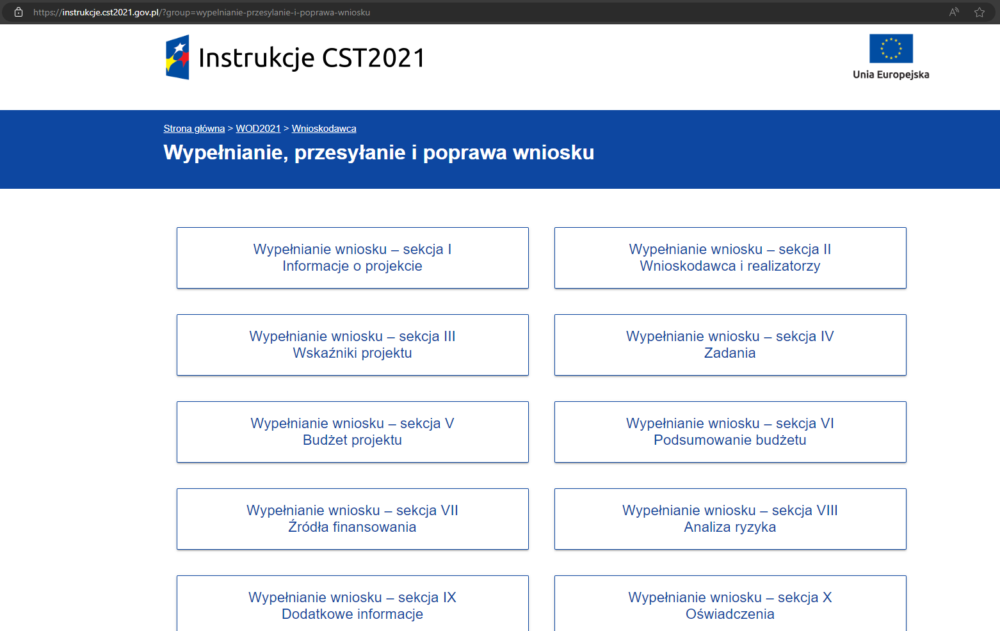 https://instrukcje.cst2021.gov.pl/?group=wypelnianie-przesylanie-i-poprawa-wniosku
Instrukcje CST2021
Unia Europejska
Strona główna > WOD2021 > Wnioskodawca
Wypełnianie, przesyłanie i poprawa wniosku
Wypełnianie wniosku – sekcja I
Informacje o projekcie
Wypełnianie wniosku – sekcja II
Wnioskodawca i realizatorzy
Wypełnianie wniosku – sekcja III
Wskaźniki projektu
Wypełnianie wniosku – sekcja IV
Zadania
Wypełnianie wniosku – sekcja V
Budżet projektu
Wypełnianie wniosku – sekcja VI
Podsumowanie budżetu
Wypełnianie wniosku – sekcja VII
Źródła finansowania
Wypełnianie wniosku – sekcja VIII
Analiza ryzyka
Wypełnianie wniosku – sekcja IX
Dodatkowe informacje
Wypełnianie wniosku – sekcja X
Oświadczenia